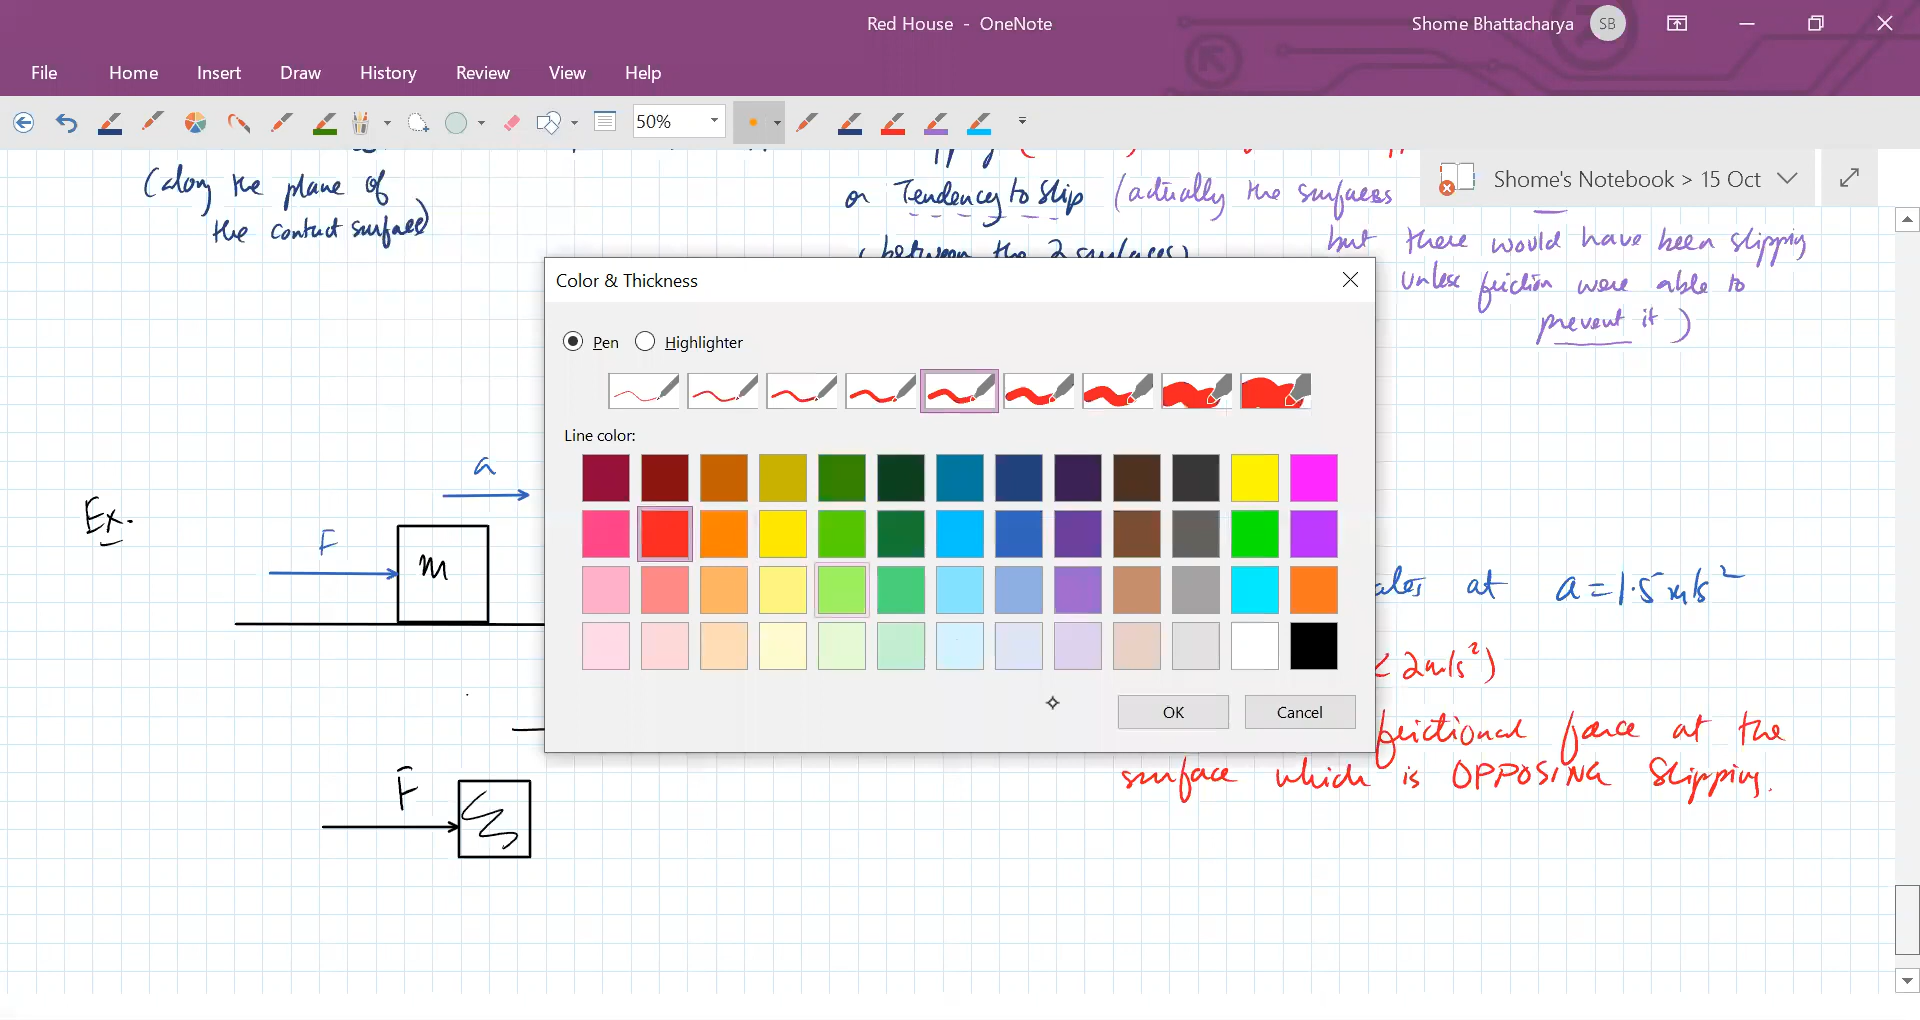 Red House - OneNote
Shome Bhattacharya SB
File Home Insert Draw History Review View Help
50%
Shome's Notebook > 15 Oct
(along the plane of
the contact surface)
or Tendency to slip (actually the surfaces
(between the 2 surfaces)
but there would have been slipping
unless friction were able to
prevent it)
Color & Thickness
Pen Highlighter
Line color:
OK Cancel
Ex.
a
F
m
ates at a = 1.5 m/s²
< 2 m/s²)
frictional force at the
surface which is OPPOSING slipping.
F